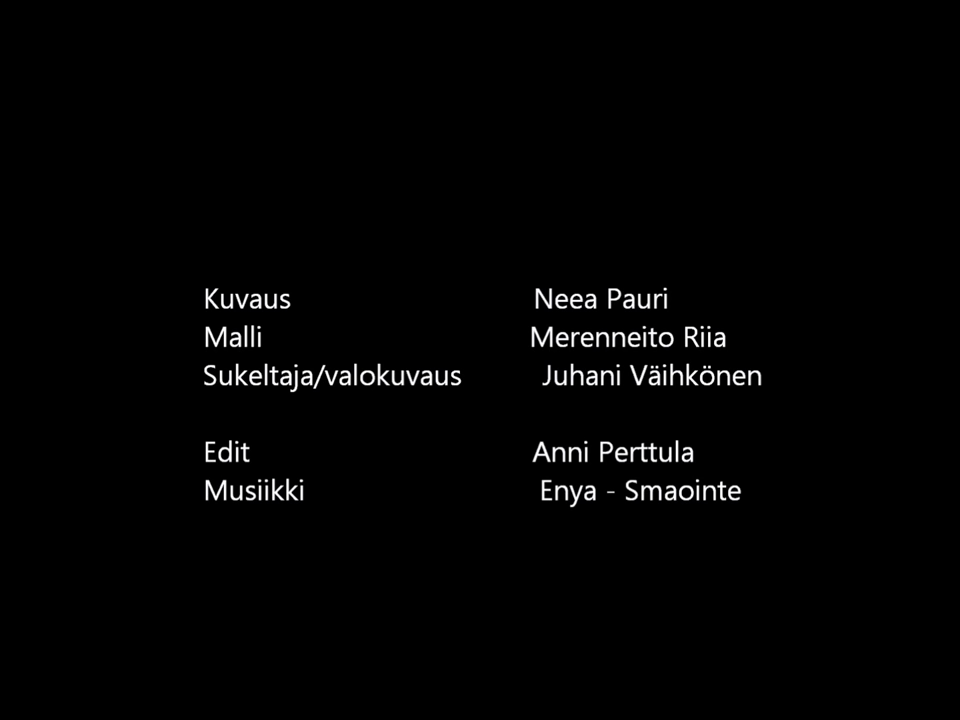 Kuvaus Neea Pauri
Malli Merenneito Riia
Sukeltaja/valokuvaus Juhani Väihkönen
Edit Anni Perttula
Musiikki Enya - Smaointe